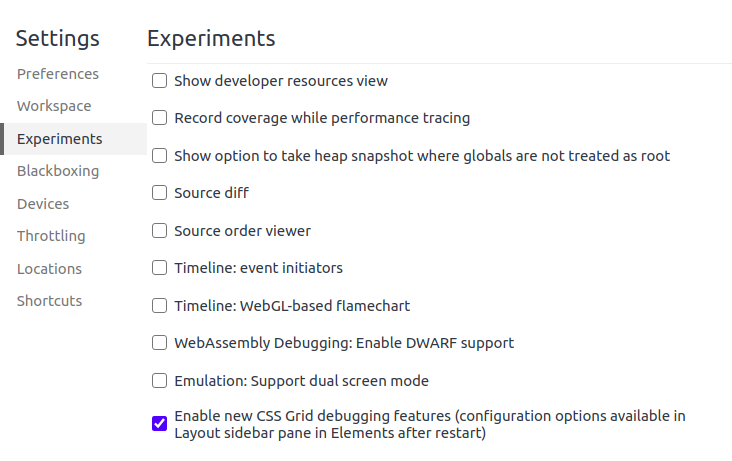 Settings
Preferences
Workspace
Experiments
Blackboxing
Devices
Throttling
Locations
Shortcuts
Experiments
Show developer resources view
Record coverage while performance tracing
Show option to take heap snapshot where globals are not treated as root
Source diff
Source order viewer
Timeline: event initiators
Timeline: WebGL-based flamechart
WebAssembly Debugging: Enable DWARF support
Emulation: Support dual screen mode
Enable new CSS Grid debugging features (configuration options available in
Layout sidebar pane in Elements after restart)